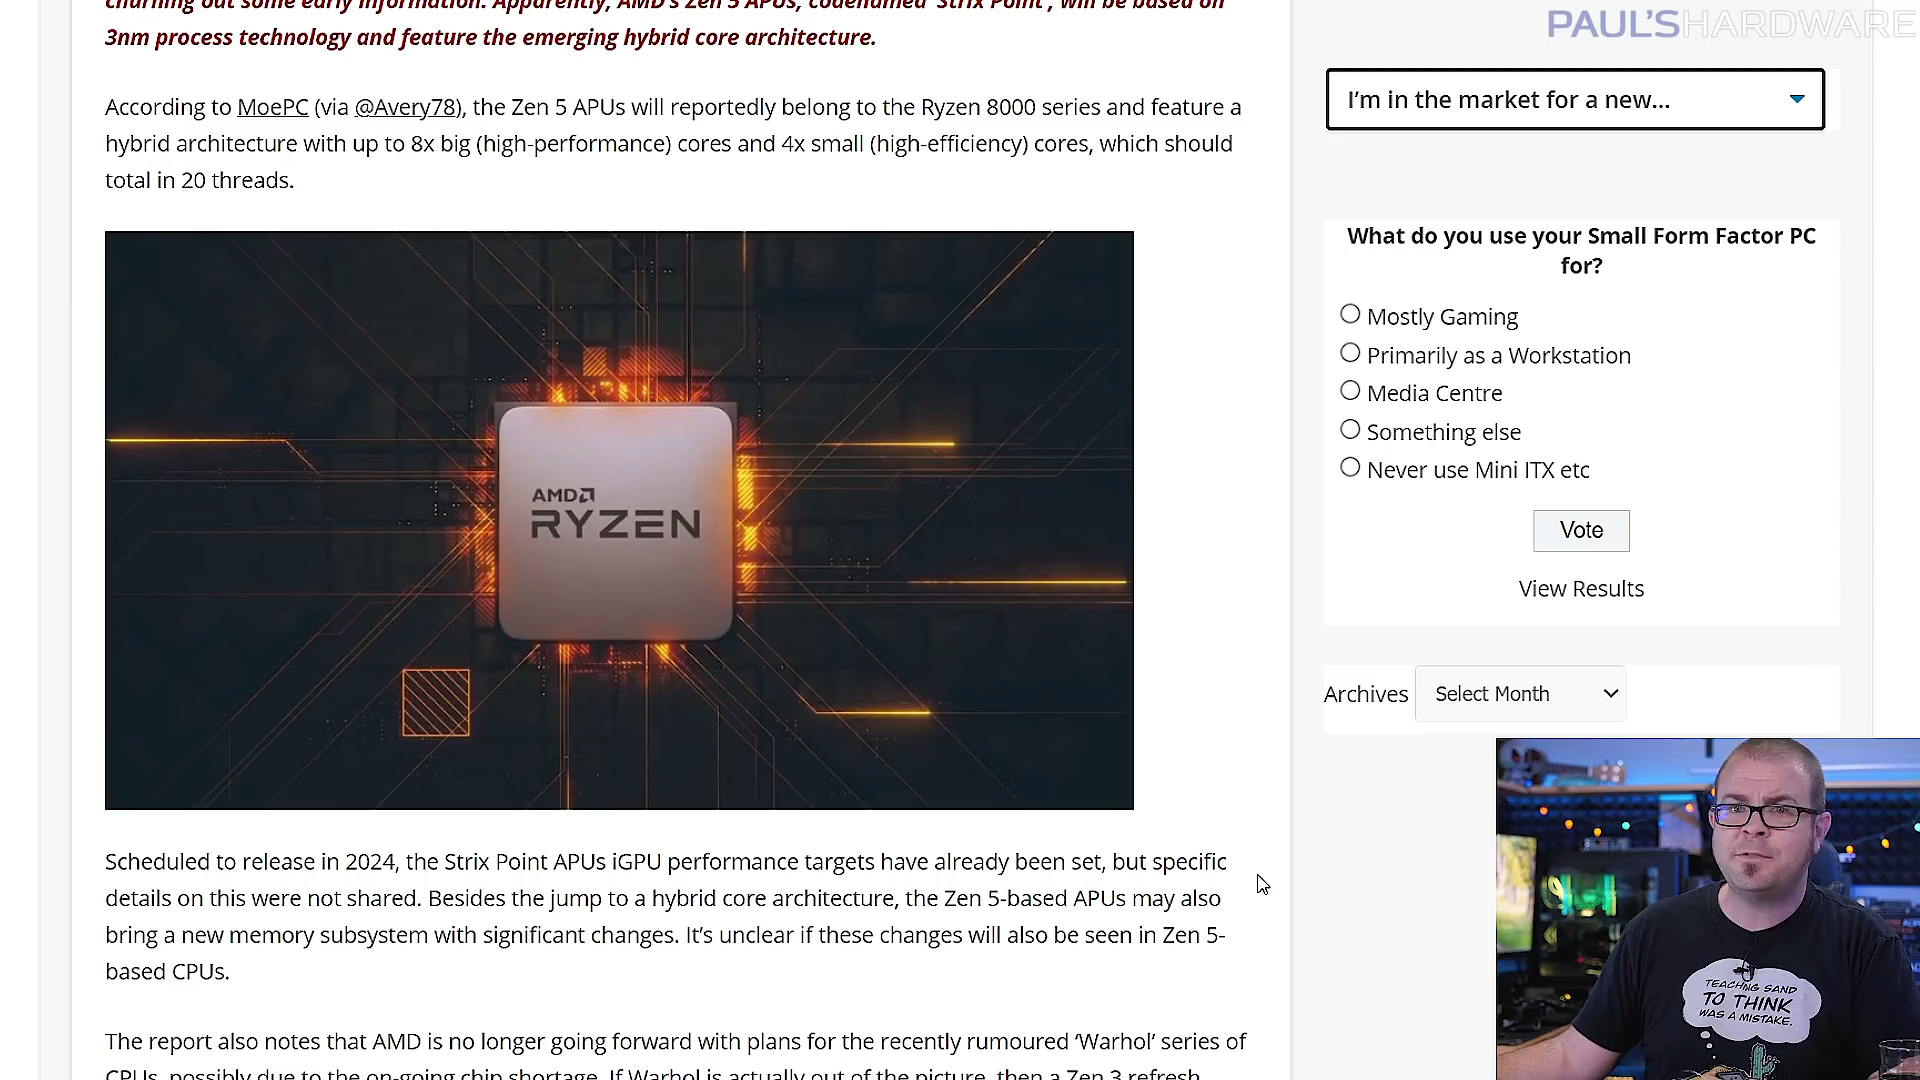 churning out some early information. Apparently, AMD's Zen 5 APUs, codenamed 'Strix Point', will be based on
3nm process technology and feature the emerging hybrid core architecture.
According to MoePC (via @Avery78), the Zen 5 APUs will reportedly belong to the Ryzen 8000 series and feature a
hybrid architecture with up to 8x big (high-performance) cores and 4x small (high-efficiency) cores, which should
total in 20 threads.
AMD
RYZEN
Scheduled to release in 2024, the Strix Point APUs iGPU performance targets have already been set, but specific
details on this were not shared. Besides the jump to a hybrid core architecture, the Zen 5-based APUs may also
bring a new memory subsystem with significant changes. It's unclear if these changes will also be seen in Zen 5-
based CPUs.
The report also notes that AMD is no longer going forward with plans for the recently rumoured 'Warhol' series of
CPUs, possibly due to the on-going chip shortage. If Warhol is actually out of the picture, then a Zen 3 refresh
PAUL'SHARDWARE
I'm in the market for a new...
What do you use your Small Form Factor PC
for?
Mostly Gaming
Primarily as a Workstation
Media Centre
Something else
Never use Mini ITX etc
Vote
View Results
Archives Select Month
TEACHING SAND
TO THINK
WAS A MISTAKE.